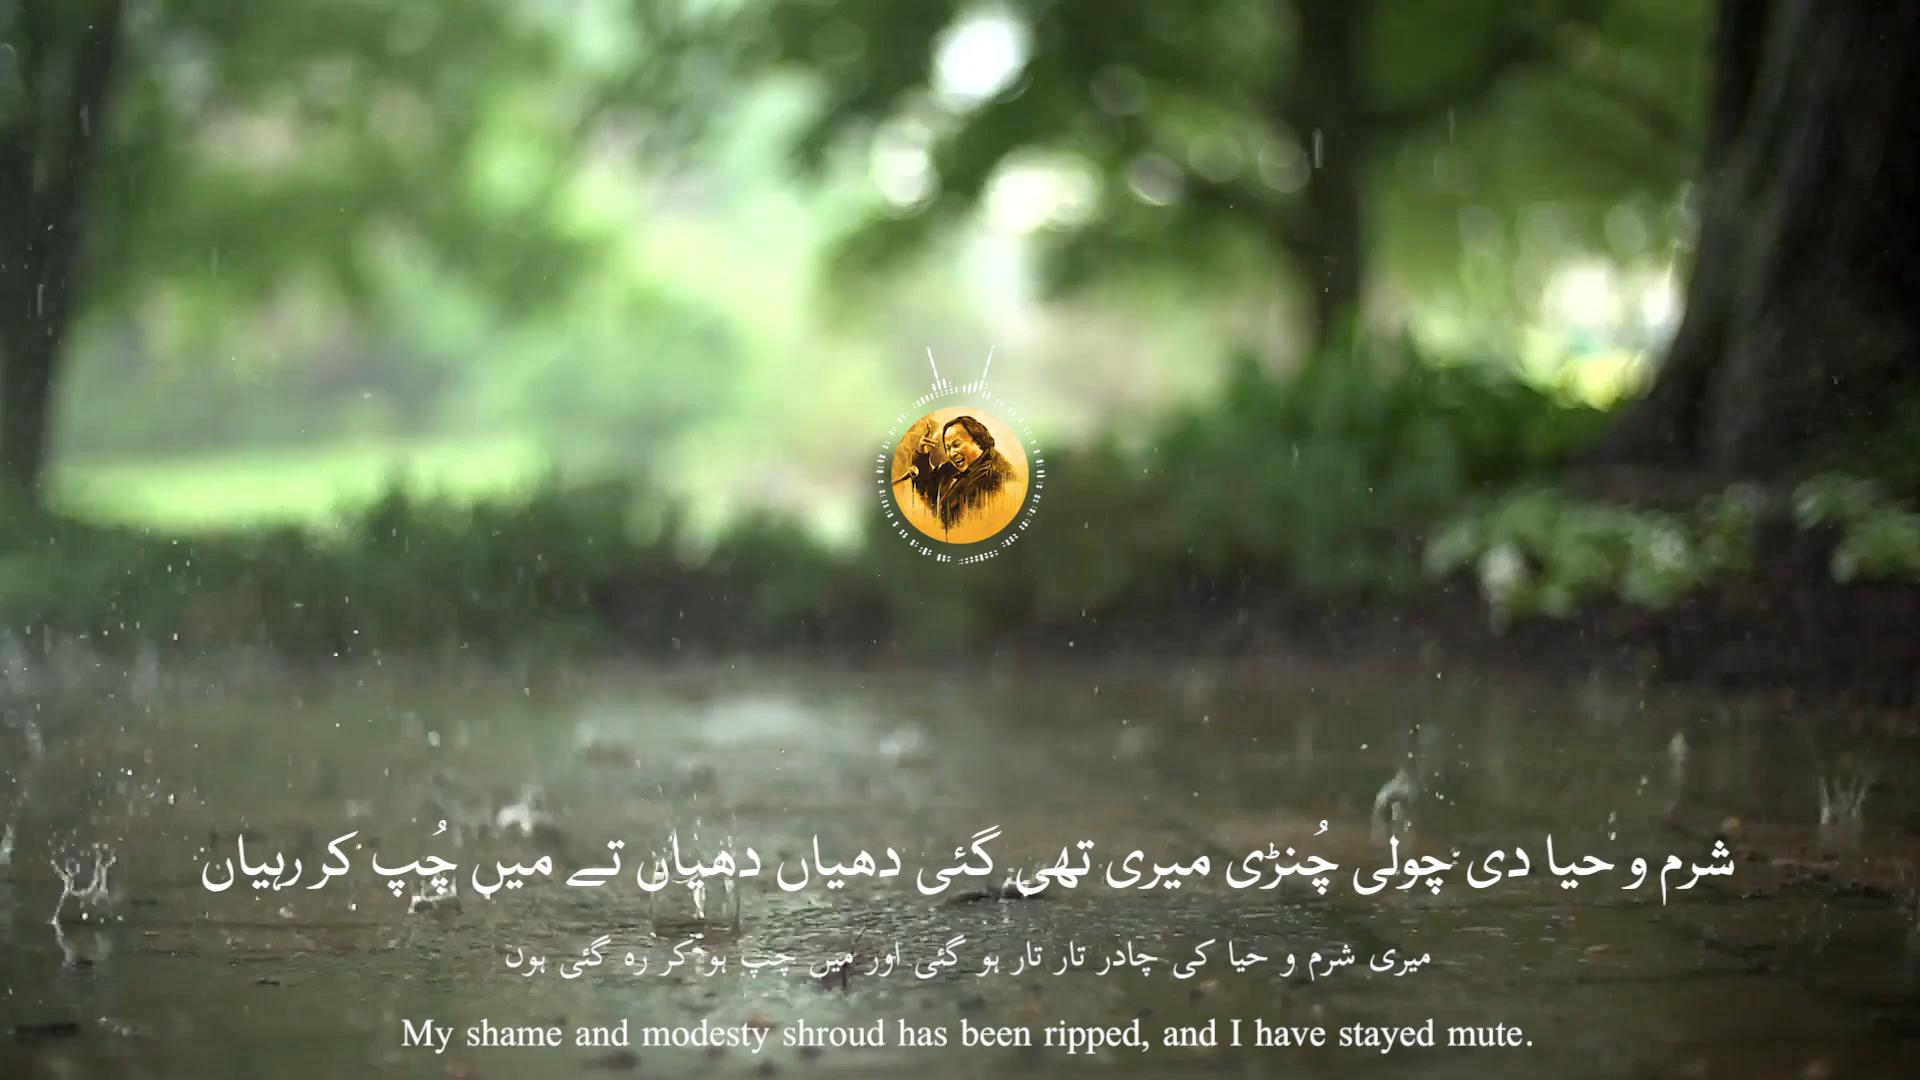 شرم و حیا دی چولی چُنڑی میری تھی گئی دھیاں دھیاں تے میں چُپ کر رہیاں
میری شرم و حیا کی چادر تار تار ہو گئی اور میں چپ ہو کر رہ گئی ہوں
My shame and modesty shroud has been ripped, and I have stayed mute.